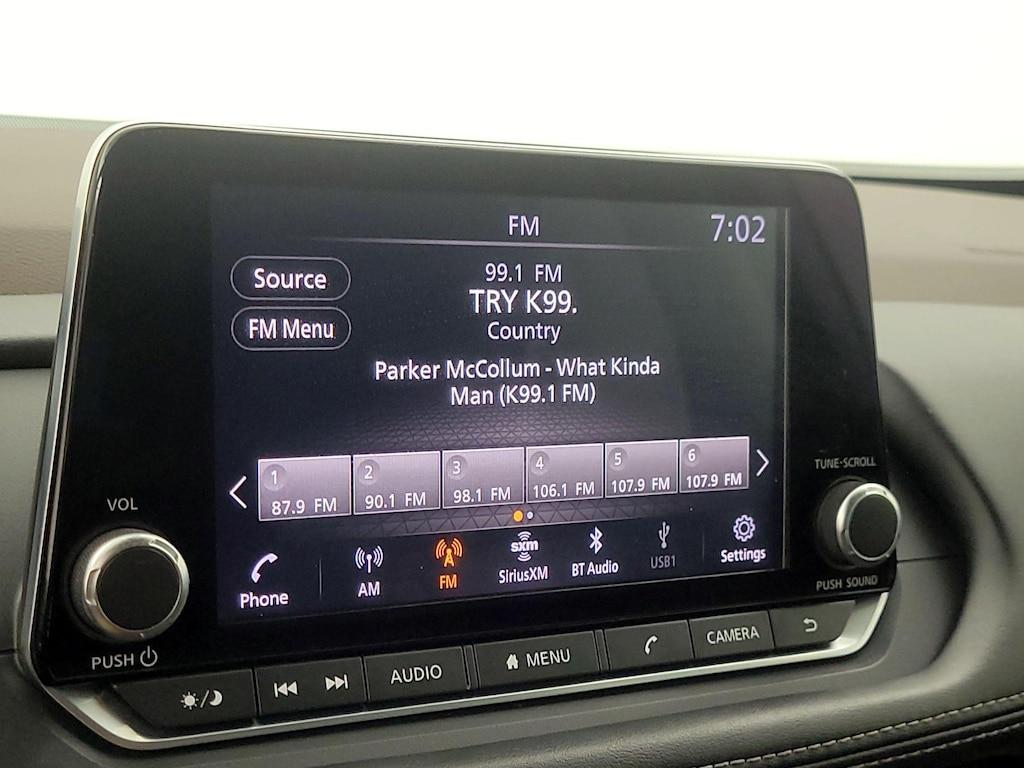 FM
7:02
Source
99.1 FM
TRY K99.
FM Menu
Country
Parker McCollum - What Kinda
Man (K99.1 FM)
1
87.9 FM
2
90.1 FM
3
98.1 FM
4
106.1 FM
5
107.9 FM
6
107.9 FM
VOL
TUNE·SCROLL
Phone
AM
FM
sxm
SiriusXM
BT Audio
USB1
Settings
PUSH
PUSH SOUND
AUDIO
MENU
CAMERA